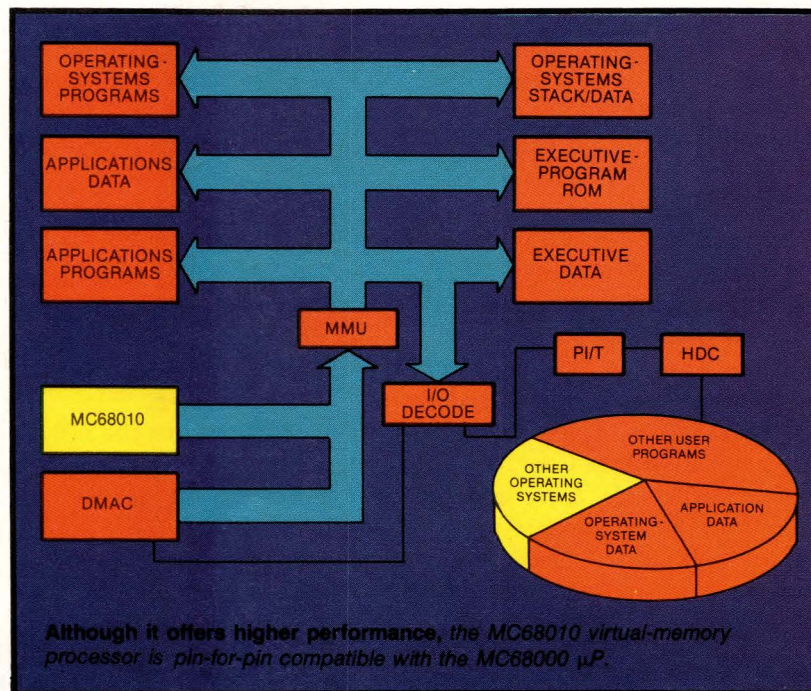 OPERATING-
SYSTEMS
PROGRAMS
OPERATING-
SYSTEMS
STACK/DATA
APPLICATIONS
DATA
EXECUTIVE-
PROGRAM
ROM
APPLICATIONS
PROGRAMS
EXECUTIVE
DATA
MMU
PI/T
HDC
I/O
DECODE
MC68010
DMAC
OTHER USER
PROGRAMS
OTHER
OPERATING
SYSTEMS
APPLICATION
DATA
OPERATING-
SYSTEM
DATA
Although it offers higher performance, the MC68010 virtual-memory
processor is pin-for-pin compatible with the MC68000 μP.